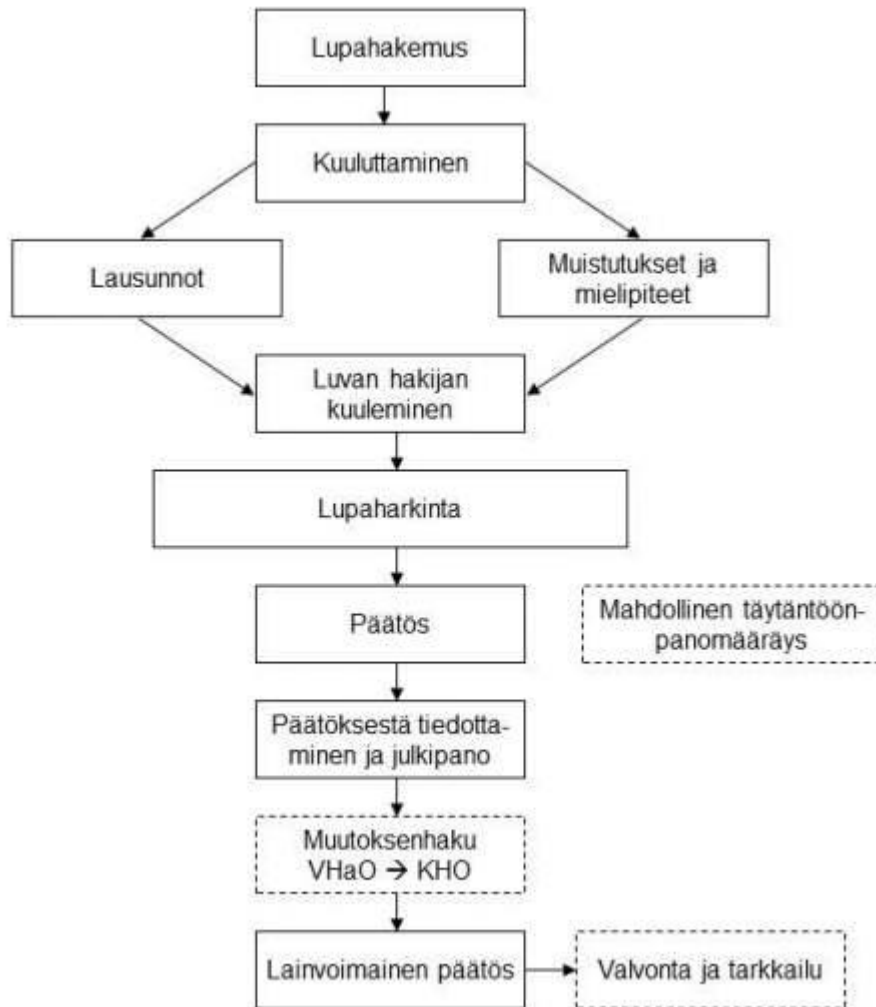 Lupahakemus
Kuuluttaminen
Lausunnot
Muistutukset ja
mielipiteet
Luvan hakijan
kuuleminen
Lupaharkinta
Päätös
Mahdollinen täytäntöön-
panomääräys
Päätöksestä tiedotta-
minen ja julkipano
Muutoksenhaku
VHaO → KHO
Lainvoimainen päätös
Valvonta ja tarkkailu